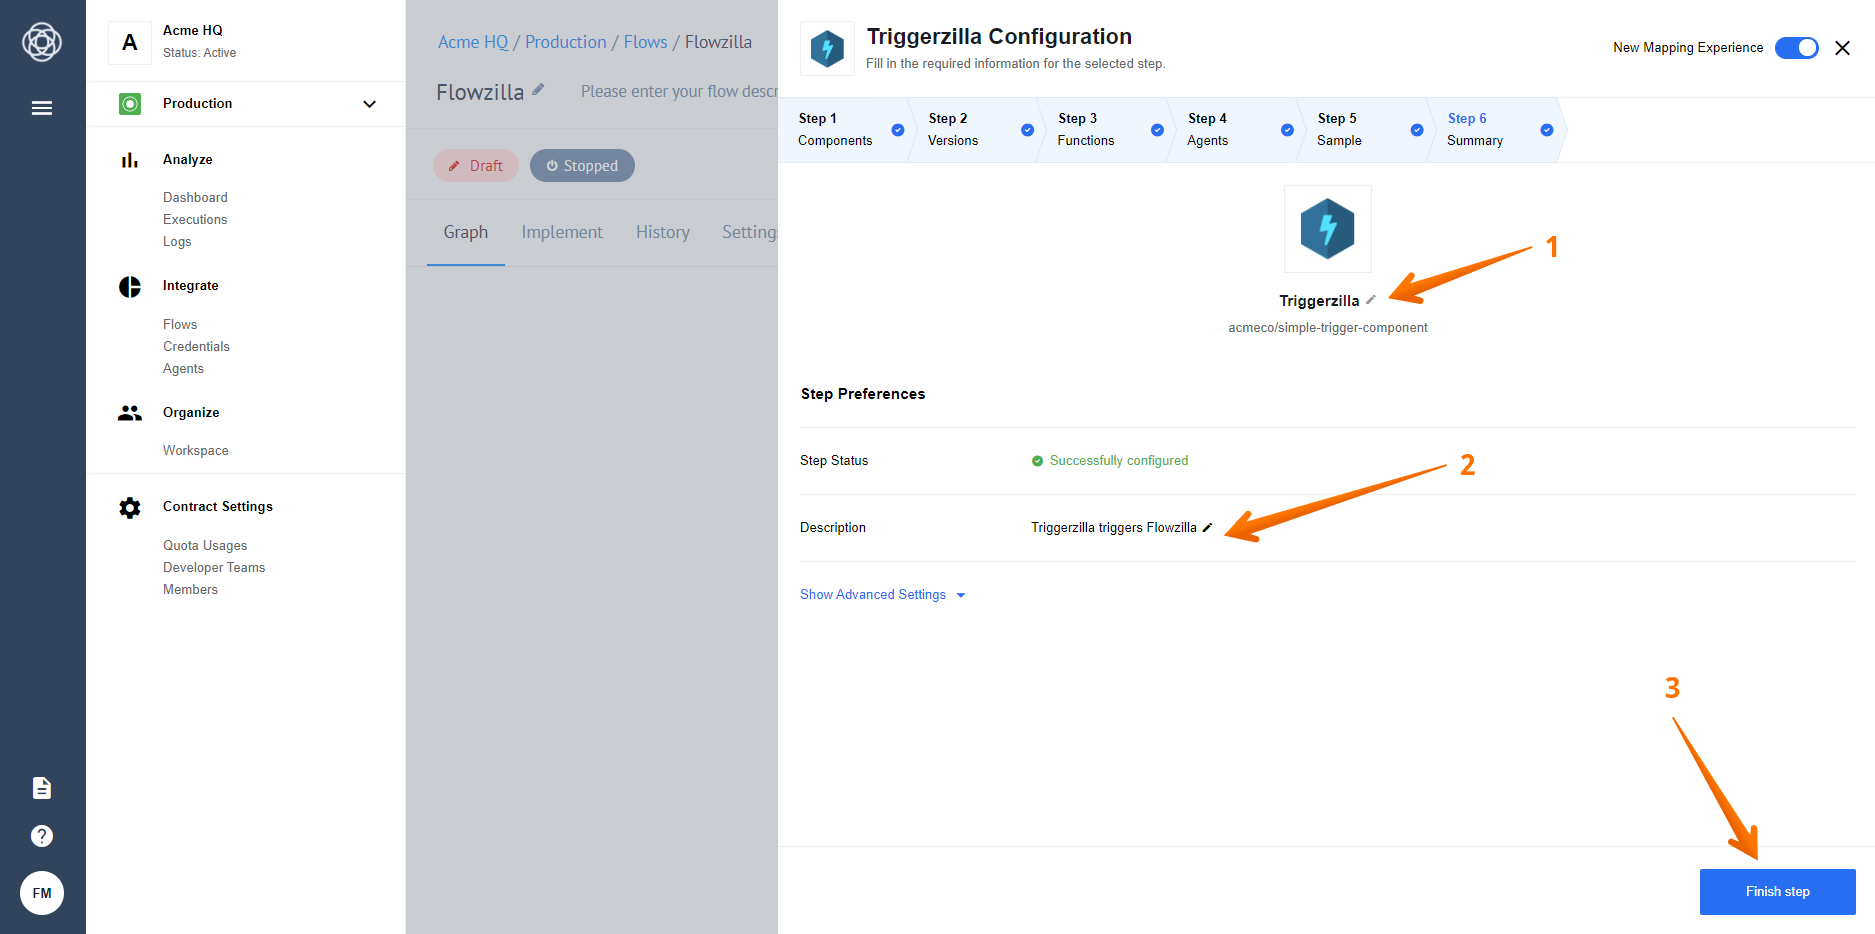 A
Acme HQ
Status: Active
Production
Analyze
Dashboard
Executions
Logs
Integrate
Flows
Credentials
Agents
Organize
Workspace
Contract Settings
Quota Usages
Developer Teams
Members
?
FM
Acme HQ / Production / Flows / Flowzilla
Flowzilla
Please enter your flow descr
Draft
Stopped
Graph
Implement
History
Settings
Triggerzilla Configuration
Fill in the required information for the selected step.
New Mapping Experience
Step 1
Components
Step 2
Versions
Step 3
Functions
Step 4
Agents
Step 5
Sample
Step 6
Summary
1
Triggerzilla
acmeco/simple-trigger-component
Step Preferences
Step Status
Successfully configured
2
Description
Triggerzilla triggers Flowzilla
Show Advanced Settings
3
Finish step